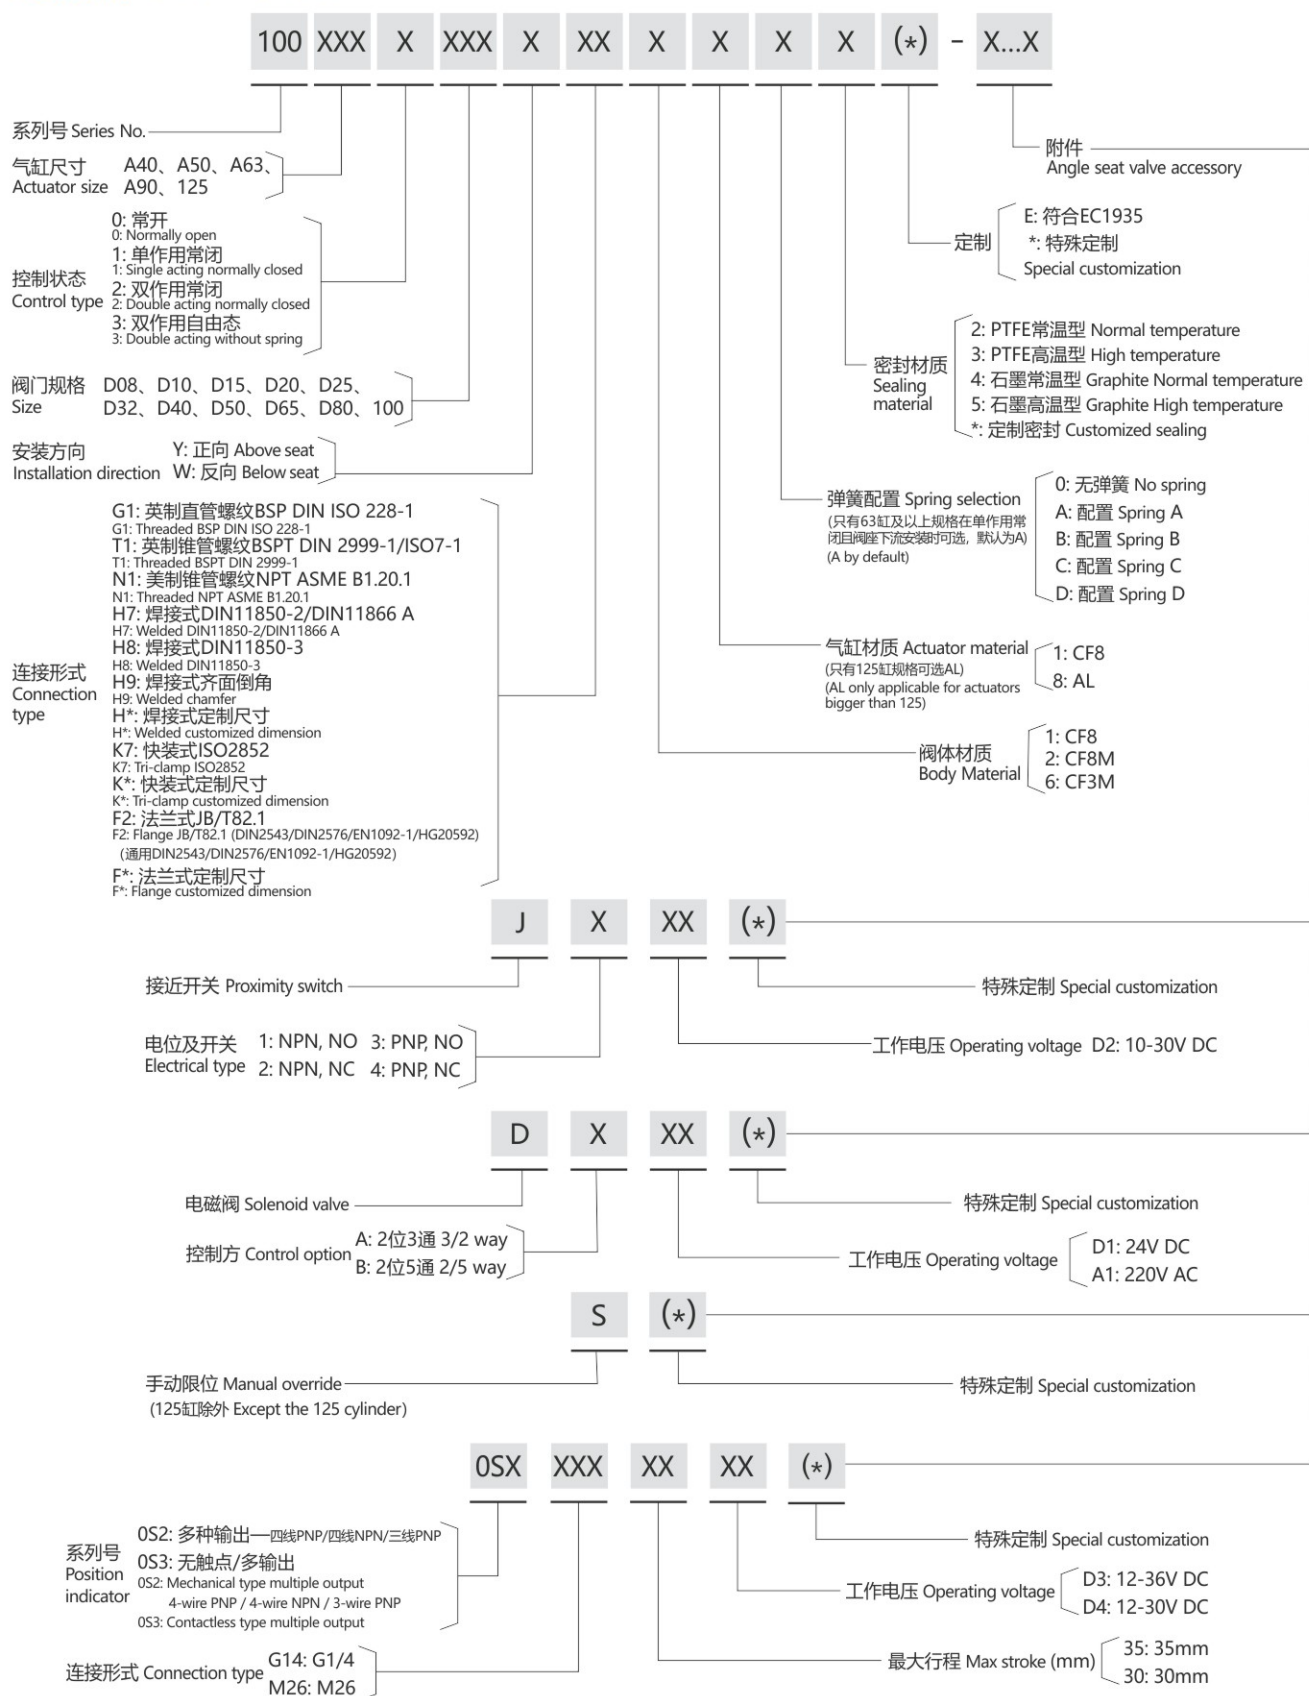 100 XXX X XXX X XX X X X X (*) - X...X
系列号 Series No.
气缸尺寸 A40、A50、A63、
Actuator size A90、125
0: 常开
0: Normally open
1: 单作用常闭
1: Single acting normally closed
控制状态
Control type
2: 双作用常闭
2: Double acting normally closed
3: 双作用自由态
3: Double acting without spring
阀门规格 D08、D10、D15、D20、D25、
Size D32、D40、D50、D65、D80、100
安装方向 Y: 正向 Above seat
Installation direction W: 反向 Below seat
连接形式
Connection
type
G1: 英制直管螺纹BSP DIN ISO 228-1
G1: Threaded BSP DIN ISO 228-1
T1: 英制锥管螺纹BSPT DIN 2999-1/ISO7-1
T1: Threaded BSPT DIN 2999-1
N1: 美制锥管螺纹NPT ASME B1.20.1
N1: Threaded NPT ASME B1.20.1
H7: 焊接式DIN11850-2/DIN11866 A
H7: Welded DIN11850-2/DIN11866 A
H8: 焊接式DIN11850-3
H8: Welded DIN11850-3
H9: 焊接式齐面倒角
H9: Welded chamfer
H*: 焊接式定制尺寸
H*: Welded customized dimension
K7: 快装式ISO2852
K7: Tri-clamp ISO2852
K*: 快装式定制尺寸
K*: Tri-clamp customized dimension
F2: 法兰式JB/T82.1
F2: Flange JB/T82.1 (DIN2543/DIN2576/EN1092-1/HG20592)
（通用DIN2543/DIN2576/EN1092-1/HG20592）
F*: 法兰式定制尺寸
F*: Flange customized dimension
附件
Angle seat valve accessory
定制
E: 符合EC1935
*: 特殊定制
Special customization
密封材质
Sealing
material
2: PTFE常温型 Normal temperature
3: PTFE高温型 High temperature
4: 石墨常温型 Graphite Normal temperature
5: 石墨高温型 Graphite High temperature
*: 定制密封 Customized sealing
弹簧配置 Spring selection
(只有63缸及以上规格在单作用常
闭且阀座下流安装时可选，默认为A)
(A by default)
0: 无弹簧 No spring
A: 配置 Spring A
B: 配置 Spring B
C: 配置 Spring C
D: 配置 Spring D
气缸材质 Actuator material
(只有125缸规格可选AL)
(AL only applicable for actuators
bigger than 125)
1: CF8
8: AL
阀体材质
Body Material
1: CF8
2: CF8M
6: CF3M
J X XX (*)
接近开关 Proximity switch
特殊定制 Special customization
电位及开关 1: NPN, NO 3: PNP, NO
Electrical type 2: NPN, NC 4: PNP, NC
工作电压 Operating voltage D2: 10-30V DC
D X XX (*)
电磁阀 Solenoid valve
特殊定制 Special customization
控制方 Control option
A: 2位3通 3/2 way
B: 2位5通 2/5 way
工作电压 Operating voltage
D1: 24V DC
A1: 220V AC
S (*)
手动限位 Manual override
(125缸除外 Except the 125 cylinder)
特殊定制 Special customization
0SX XXX XX XX (*)
系列号
Position
indicator
0S2: 多种输出—四线PNP/四线NPN/三线PNP
0S3: 无触点/多输出
0S2: Mechanical type multiple output
4-wire PNP / 4-wire NPN / 3-wire PNP
0S3: Contactless type multiple output
特殊定制 Special customization
工作电压 Operating voltage
D3: 12-36V DC
D4: 12-30V DC
连接形式 Connection type
G14: G1/4
M26: M26
最大行程 Max stroke (mm)
35: 35mm
30: 30mm